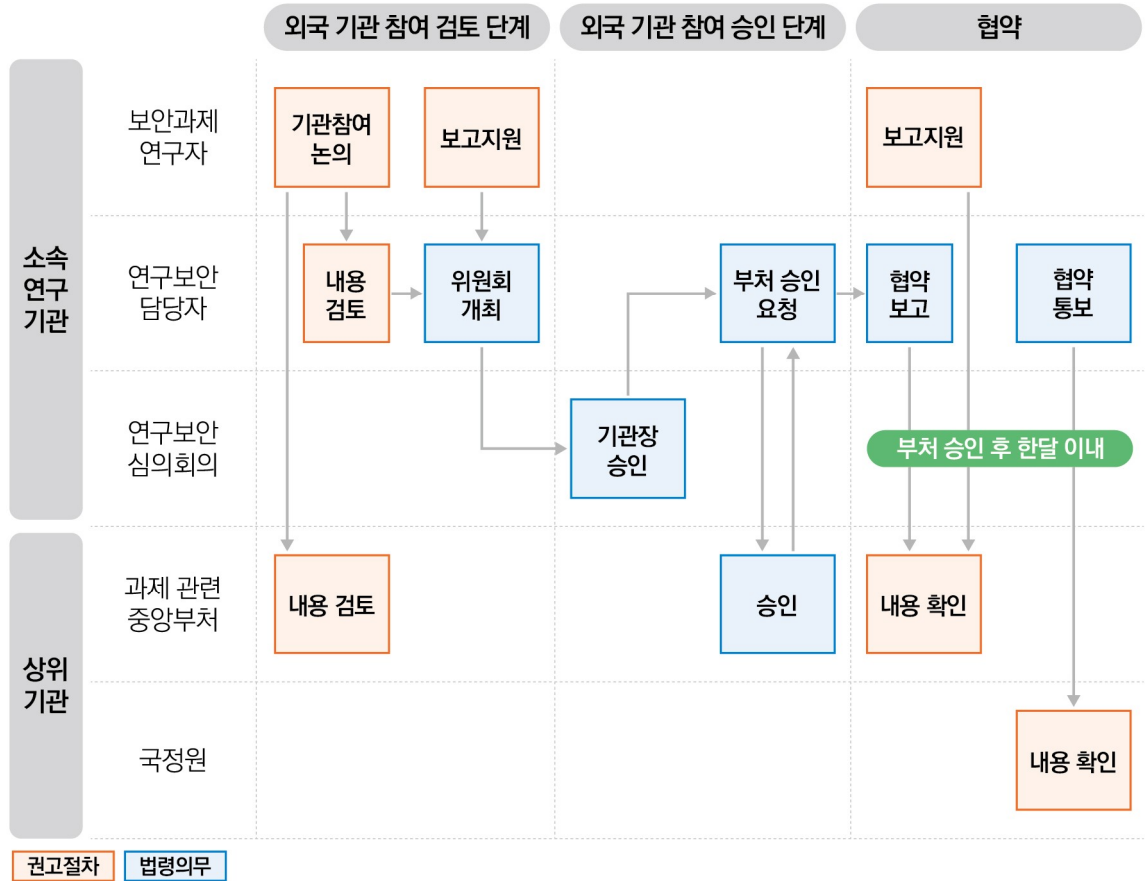 외국 기관 참여 검토 단계
외국 기관 참여 승인 단계
협약
소속
연구
기관
보안과제
연구자
기관참여
논의
보고지원
보고지원
연구보안
담당자
내용
검토
위원회
개최
부처 승인
요청
협약
보고
협약
통보
연구보안
심의회의
기관장
승인
부처 승인 후 한달 이내
상위
기관
과제 관련
중앙부처
내용 검토
승인
내용 확인
국정원
내용 확인
권고절차
법령의무